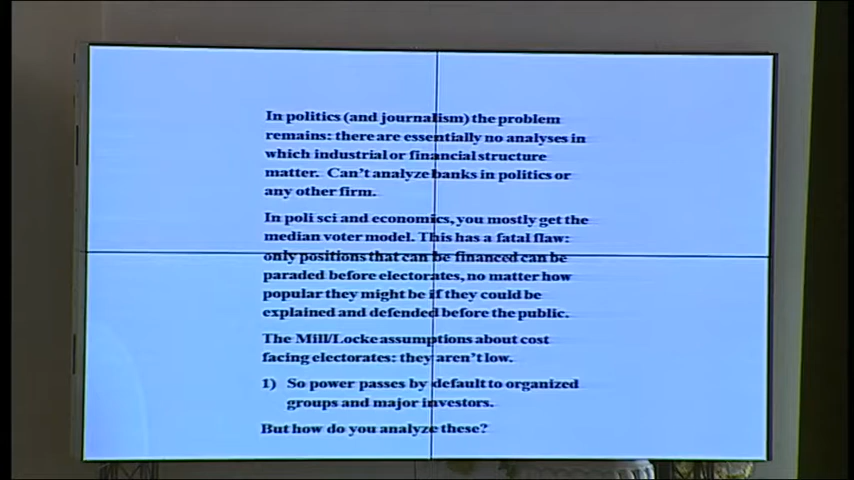 In politics (and journalism) the problem
remains: there are essentially no analyses in
which industrial or financial structure
matter. Can't analyze banks in politics or
any other firm.
In poli sci and economics, you mostly get the
median voter model. This has a fatal flaw:
only positions that can be financed can be
paraded before electorates, no matter how
popular they might be if they could be
explained and defended before the public.
The Mill/Locke assumptions about cost
facing electorates: they aren't low.
1) So power passes by default to organized
groups and major investors.
But how do you analyze these?